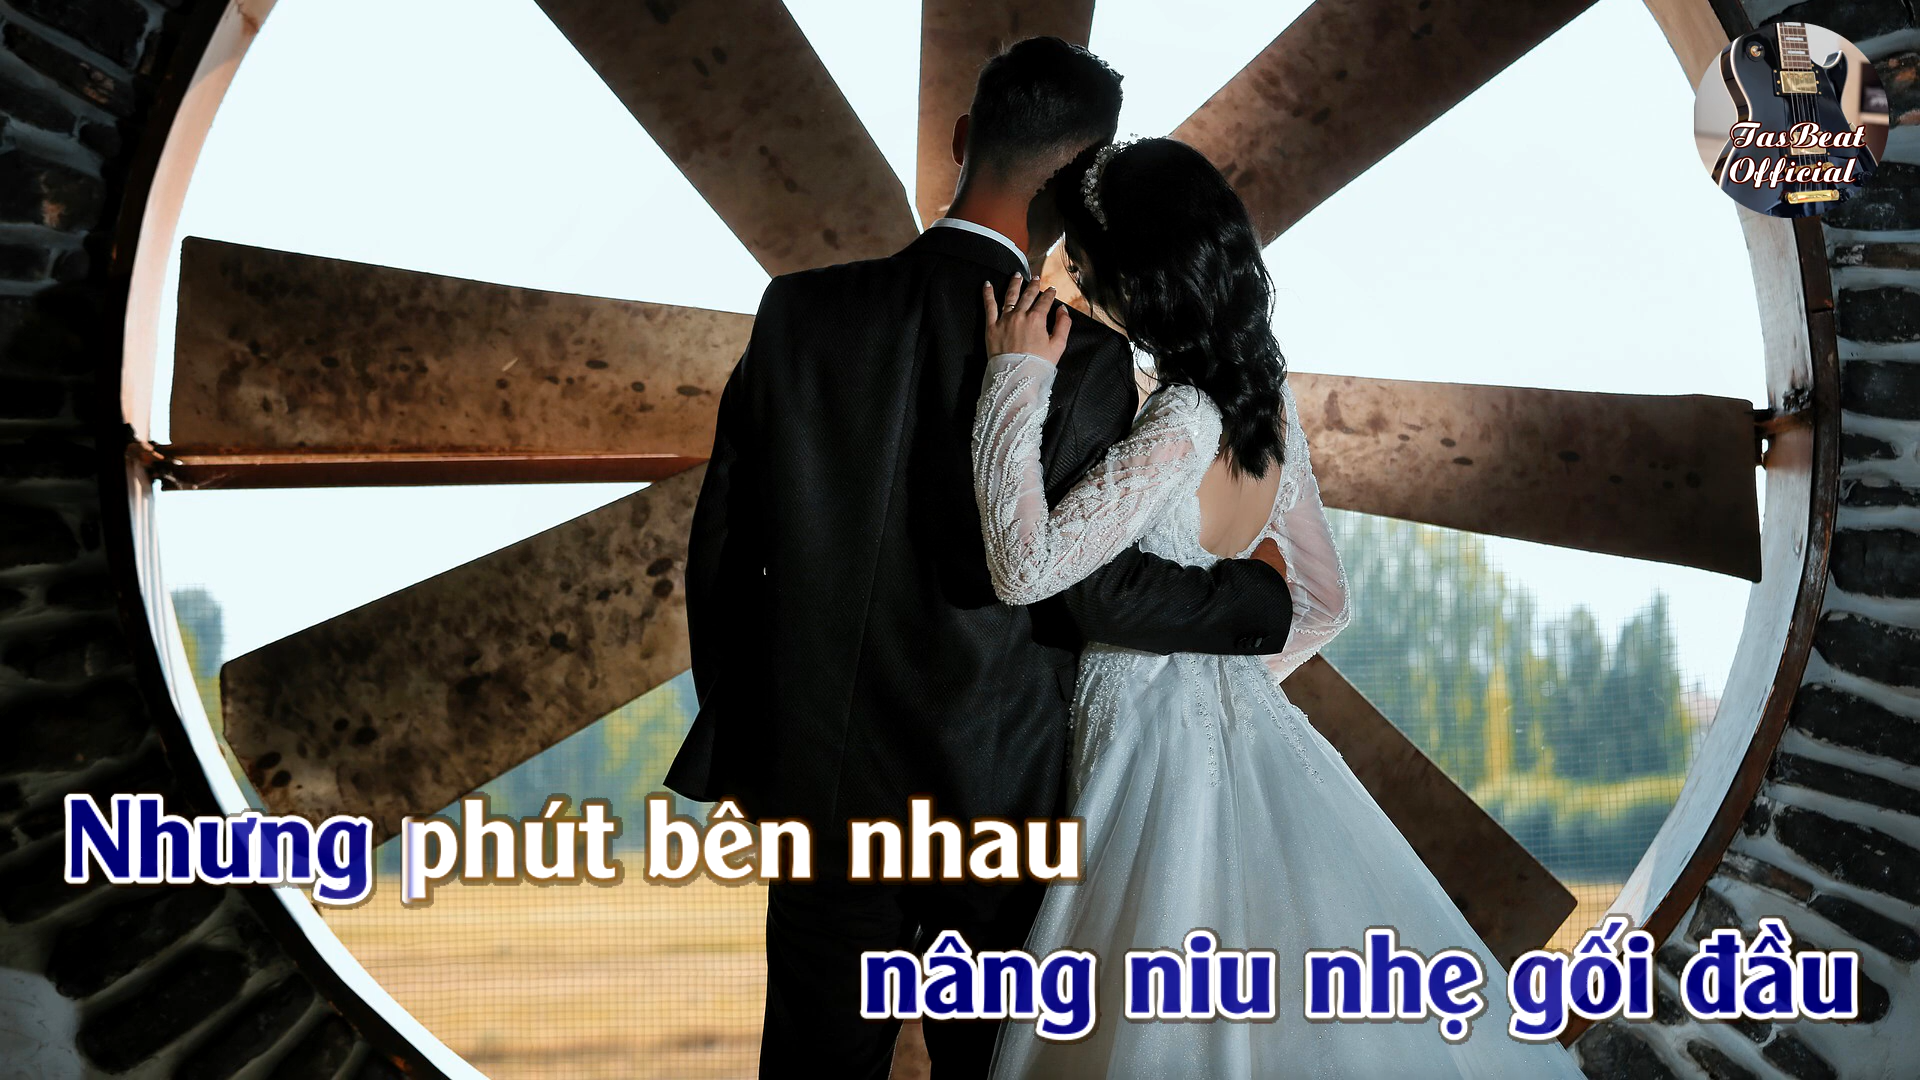 TasBeat
Official
Nhưng phút bên nhau
nâng niu nhẹ gối đầu